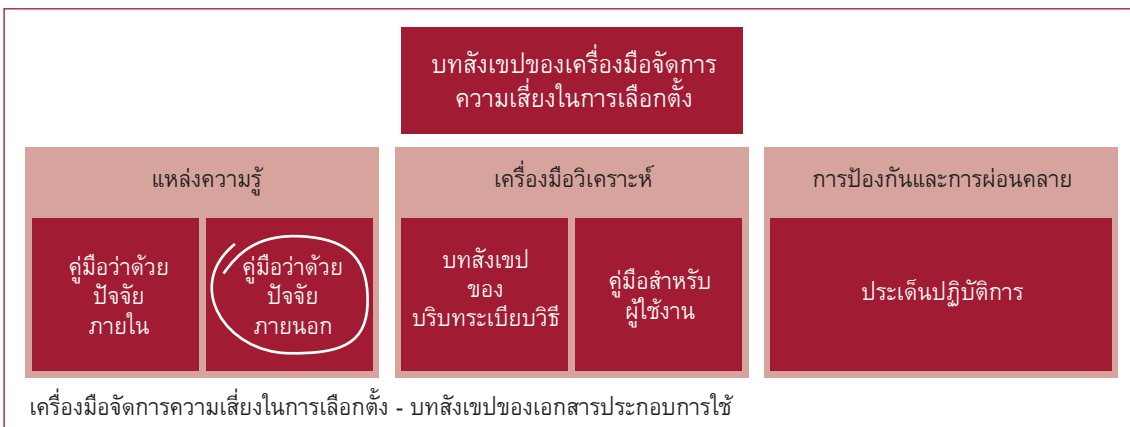 บทสังเขปของเครื่องมือจัดการ
ความเสี่ยงในการเลือกตั้ง
แหล่งความรู้
คู่มือว่าด้วย
ปัจจัย
ภายใน
คู่มือว่าด้วย
ปัจจัย
ภายนอก
เครื่องมือวิเคราะห์
บทสังเขป
ของ
บริบทระเบียบวิธี
คู่มือสำหรับ
ผู้ใช้งาน
การป้องกันและการผ่อนคลาย
ประเด็นปฏิบัติการ
เครื่องมือจัดการความเสี่ยงในการเลือกตั้ง - บทสังเขปของเอกสารประกอบการใช้